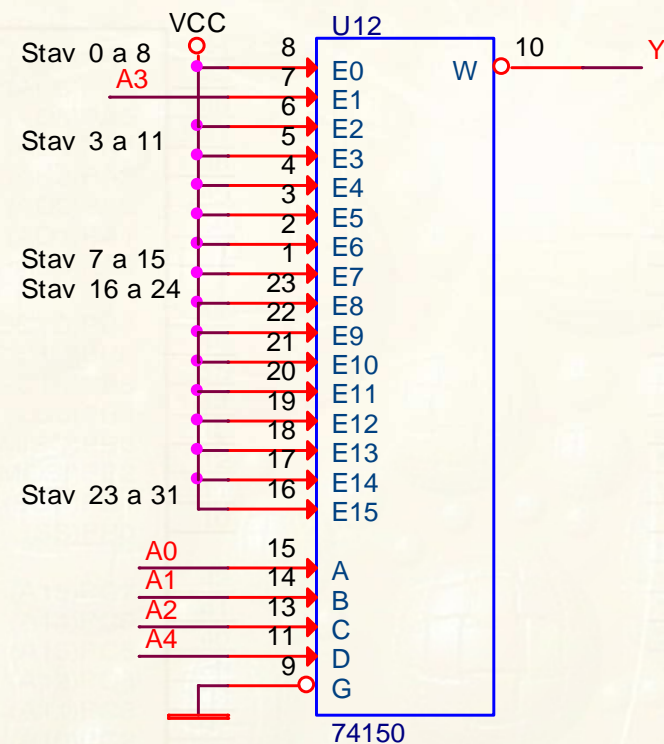 VCC
U12
Stav 0 a 8
8
E0
W
10
Y
A3
7
E1
6
E2
Stav 3 a 11
5
E3
4
E4
3
E5
2
E6
Stav 7 a 15
1
E7
Stav 16 a 24
23
E8
22
E9
21
E10
20
E11
19
E12
18
E13
17
E14
Stav 23 a 31
16
E15
A0
15
A
A1
14
B
A2
13
C
A4
11
D
9
G
74150